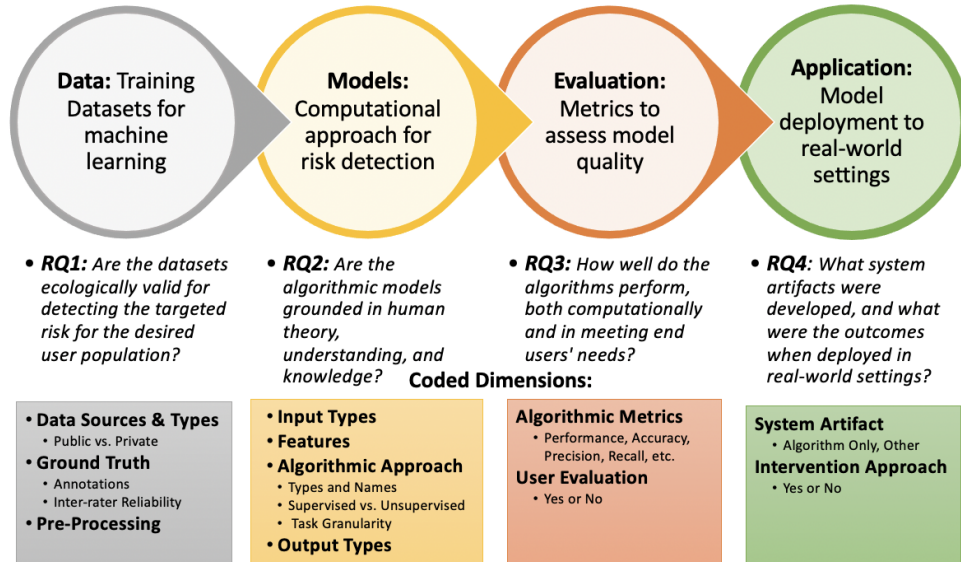 Data: Training
Datasets for
machine
learning
Models:
Computational
approach for
risk detection
Evaluation:
Metrics to
assess model
quality
Application:
Model
deployment to
real-world
settings
• RQ1: Are the datasets
ecologically valid for
detecting the targeted
risk for the desired
user population?
• RQ2: Are the
algorithmic models
grounded in human
theory,
understanding, and
knowledge?
• RQ3: How well do the
algorithms perform,
both computationally
and in meeting end
users' needs?
• RQ4: What system
artifacts were
developed, and what
were the outcomes
when deployed in
real-world settings?
Coded Dimensions:
• Data Sources & Types
• Public vs. Private
• Ground Truth
• Annotations
• Inter-rater Reliability
• Pre-Processing
• Input Types
• Features
• Algorithmic Approach
• Types and Names
• Supervised vs. Unsupervised
• Task Granularity
• Output Types
Algorithmic Metrics
• Performance, Accuracy,
Precision, Recall, etc.
User Evaluation
• Yes or No
System Artifact
• Algorithm Only, Other
Intervention Approach
• Yes or No